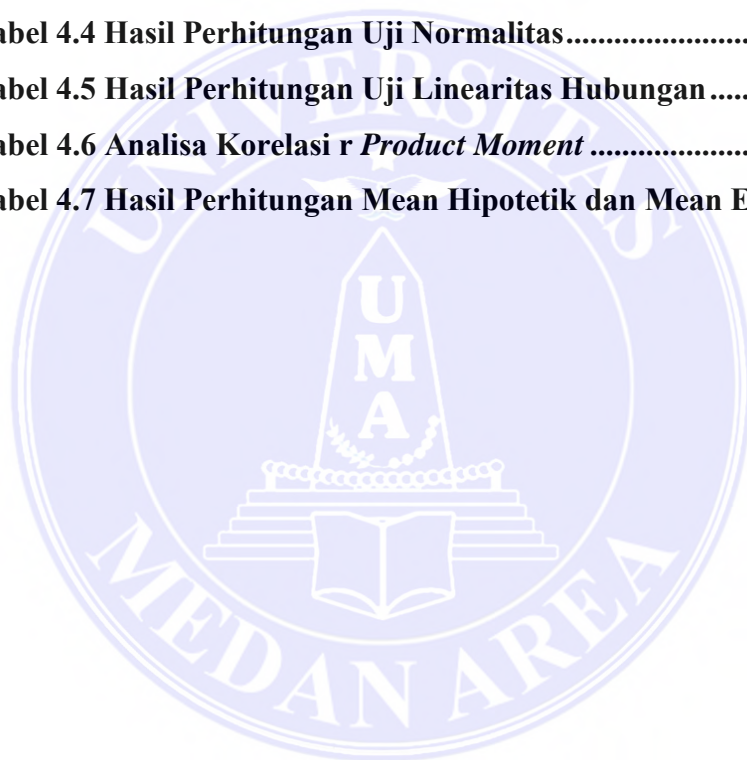 abel 4.4 Hasil Perhitungan Uji Normalitas.......................
abel 4.5 Hasil Perhitungan Uji Linearitas Hubungan.....
abel 4.6 Analisa Korelasi r Product Moment ....................
abel 4.7 Hasil Perhitungan Mean Hipotetik dan Mean E
UNIVERSITAS
U
M
A
MEDAN AREA